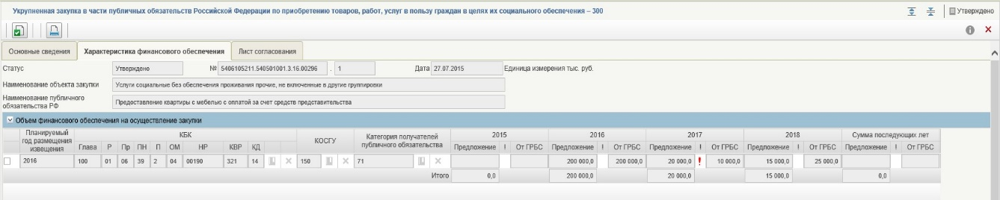 Укрупненная закупка в части публичных обязательств Российской Федерации по приобретению товаров, работ, услуг в пользу граждан в целях их социального обеспечения – 300 Утверждено
Основные сведения Характеристика финансового обеспечения Лист согласования
Статус Утверждено № 5406105211.540501001.3.16.00296 . 1 Дата 27.07.2015 Единица измерения тыс. руб.
Наименование объекта закупки Услуги социальные без обеспечения проживания прочие, не включенные в другие группировки
Наименование публичного
обязательства РФ Предоставление квартиры с мебелью с оплатой за счет средств представительства
Объем финансового обеспечения на осуществление закупки
Планируемый год размещения извещения КБК КОСГУ Категория получателей публичного обязательства 2015 2016 2017 2018 Сумма последующих лет
Глава Р Пр ПН П ОМ НР КВР КД Предложение ! От ГРБС Предложение ! От ГРБС Предложение ! От ГРБС Предложение ! От ГРБС Предложение ! От ГРБС
2016 100 01 06 39 2 04 00190 321 14 150 71 200 000,0 200 000,0 20 000,0 ! 10 000,0 15 000,0 25 000,0
Итого 0,0 200 000,0 20 000,0 15 000,0 0,0